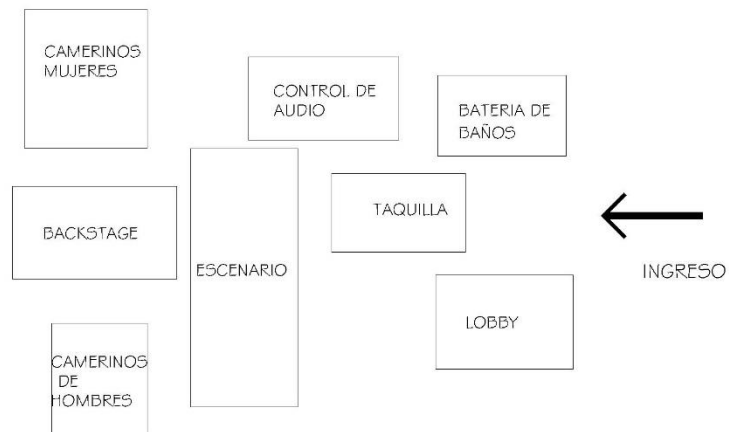 CAMERINOS
MUJERES
CONTROL DE
AUDIO
BATERIA DE
BAÑOS
BACKSTAGE
ESCENARIO
TAQUILLA
INGRESO
LOBBY
CAMERINOS
DE
HOMBRES